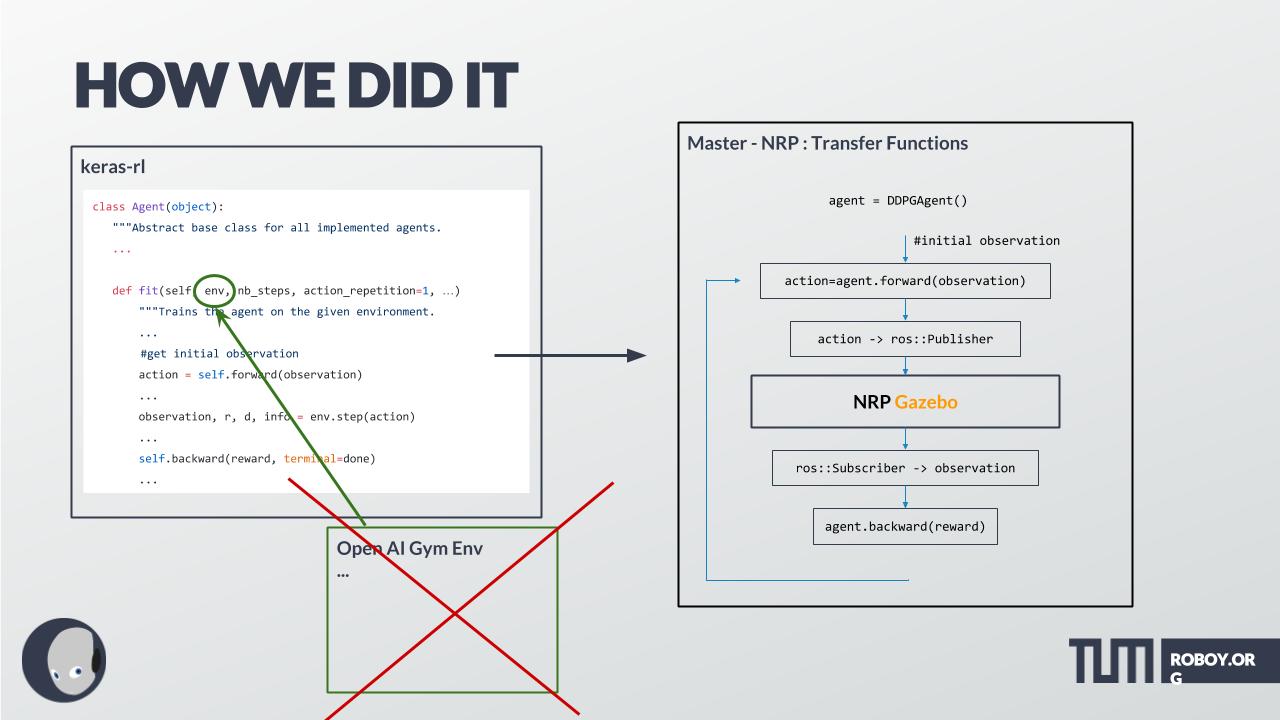 HOW WE DID IT
keras-rl
class Agent(object):
"""Abstract base class for all implemented agents.
...
def fit(self, env, nb_steps, action_repetition=1, …)
"""Trains the agent on the given environment.
...
#get initial observation
action = self.forward(observation)
...
observation, r, d, info = env.step(action)
...
self.backward(reward, terminal=done)
...
Open AI Gym Env
...
Master - NRP : Transfer Functions
agent = DDPGAgent()
#initial observation
action=agent.forward(observation)
action -> ros::Publisher
NRP Gazebo
ros::Subscriber -> observation
agent.backward(reward)
TUM
ROBOY.OR
G